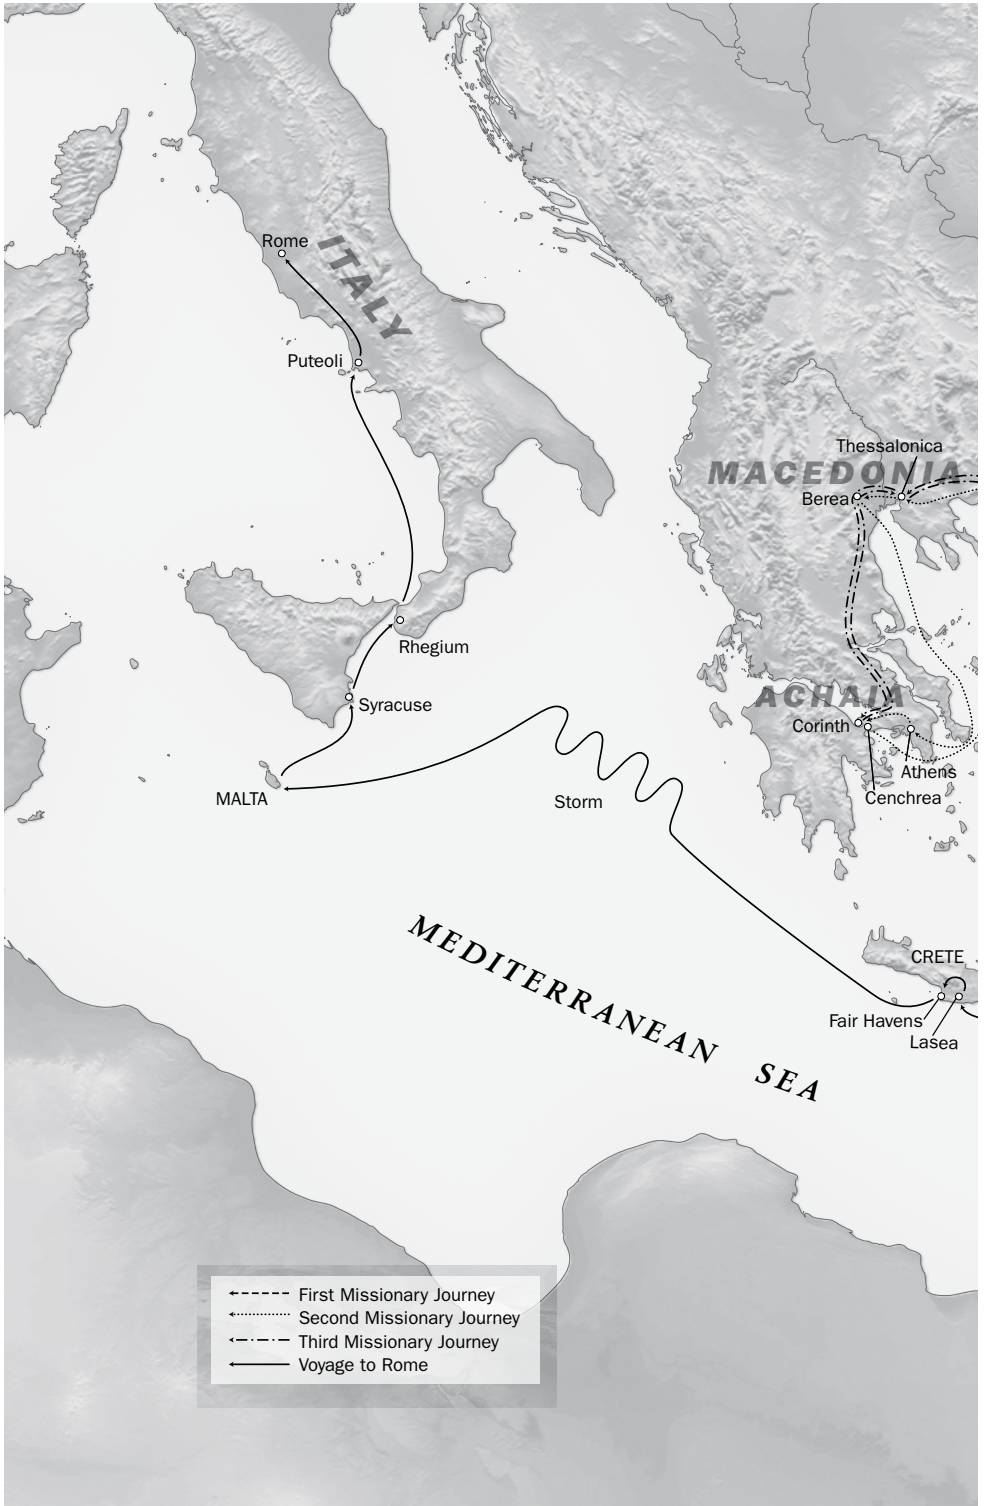 Rome
ITALY
Puteoli
Thessalonica
MACEDONIA
Berea
Rhegium
ACHAIA
Syracuse
Corinth
Athens
MALTA
Storm
Cenchrea
MEDITERRANEAN SEA
CRETE
Fair Havens
Lasea
First Missionary Journey
Second Missionary Journey
Third Missionary Journey
Voyage to Rome